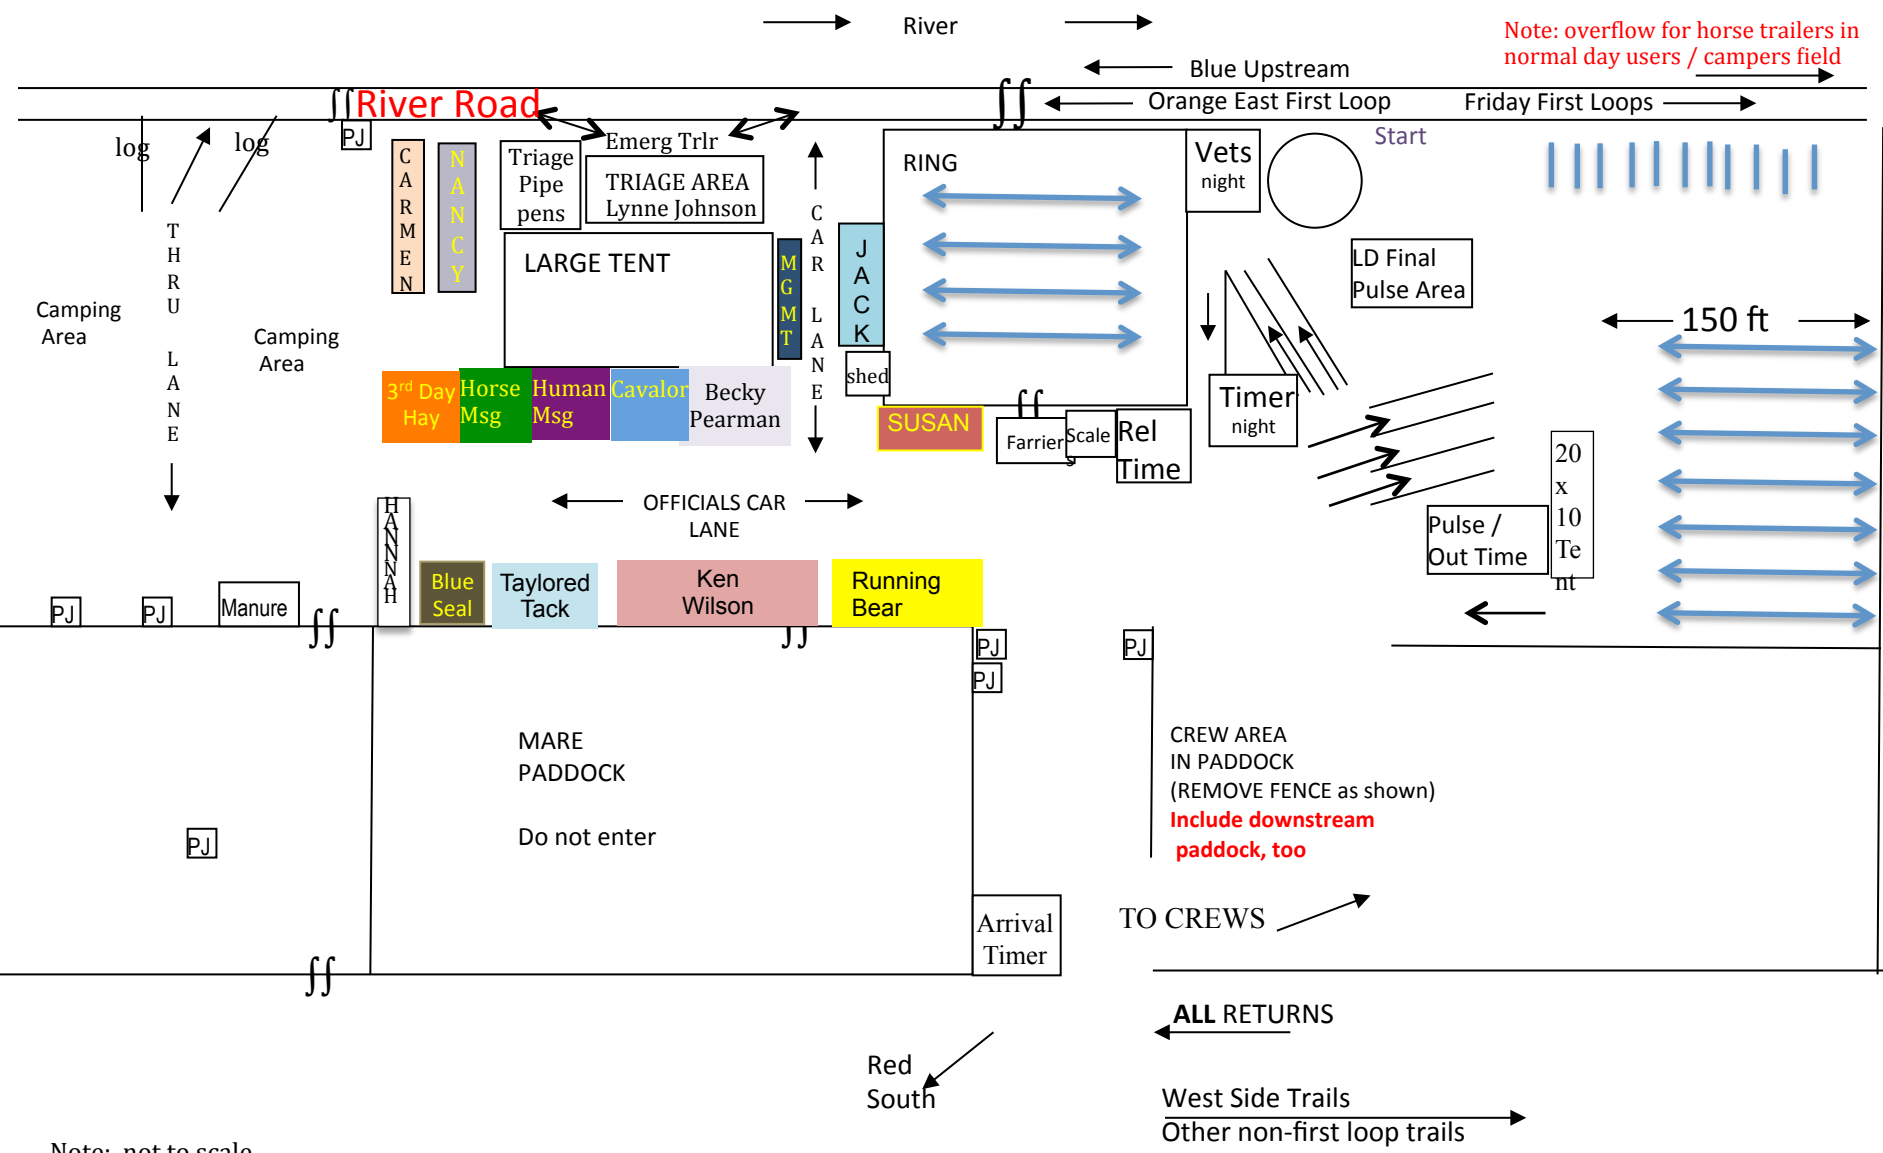 River
Note: overflow for horse trailers in
normal day users / campers field
Blue Upstream
River Road
Orange East First Loop
Friday First Loops
log
log
PJ
Start
CARMEN
NANCY
Triage
Pipe
pens
Emerg Trlr
TRIAGE AREA
Lynne Johnson
CAR LANE
RING
Vets
night
THRU LANE
LARGE TENT
MGMT
JACK
LD Final
Pulse Area
Camping
Area
Camping
Area
150 ft
shed
3rd Day
Hay
Horse
Msg
Human
Msg
Cavalor
Becky
Pearman
SUSAN
Farriers
Scale
Rel
Time
Timer
night
20
x
10
Te
nt
HANNAH
OFFICIALS CAR
LANE
Pulse /
Out Time
Blue
Seal
Taylored
Tack
Ken
Wilson
Running
Bear
PJ
PJ
Manure
PJ
PJ
PJ
MARE
PADDOCK
Do not enter
CREW AREA
IN PADDOCK
(REMOVE FENCE as shown)
Include downstream
paddock, too
PJ
Arrival
Timer
TO CREWS
ALL RETURNS
Red
South
West Side Trails
Other non-first loop trails
Note: not to scale